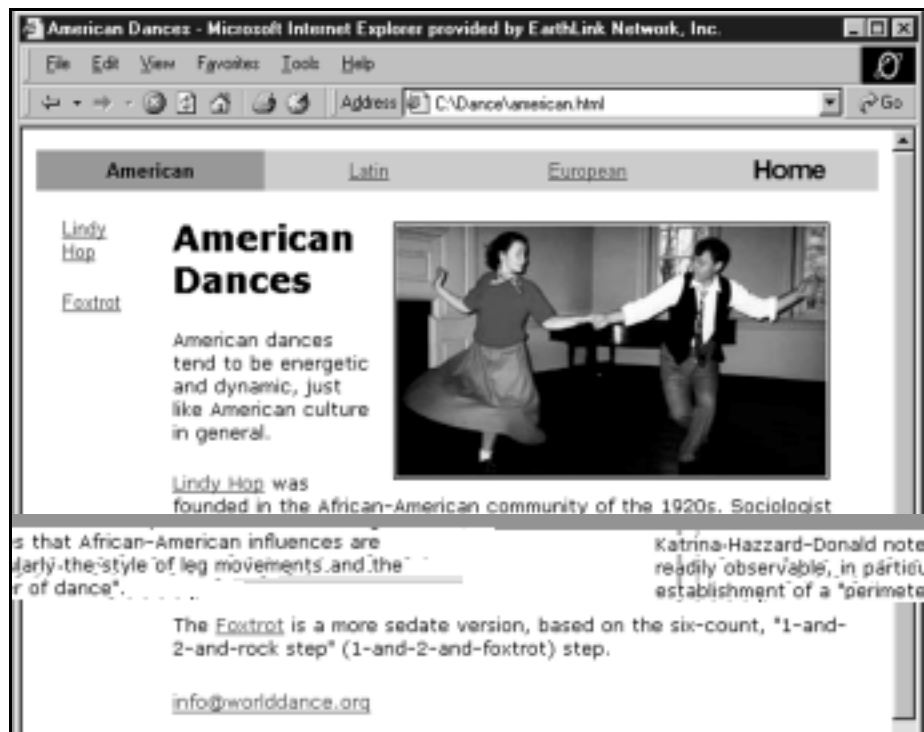 American Dances - Microsoft Internet Explorer provided by EarthLink Network, Inc.
File Edit View Favorites Tools Help
Address C:\Dance\american.html Go
American Latin European Home
Lindy
Hop
Foxtrot
American
Dances
American dances
tend to be energetic
and dynamic, just
like American culture
in general.
Lindy Hop was
founded in the African-American community of the 1920s. Sociologist
s that African-American influences are Katrina Hazzard-Donald note
ularly the style of leg movements and the readily observable, in particu
r of dance". establishment of a "perimete
The Foxtrot is a more sedate version, based on the six-count, "1-and-
2-and-rock step" (1-and-2-and-foxtrot) step.
info@worlddance.org